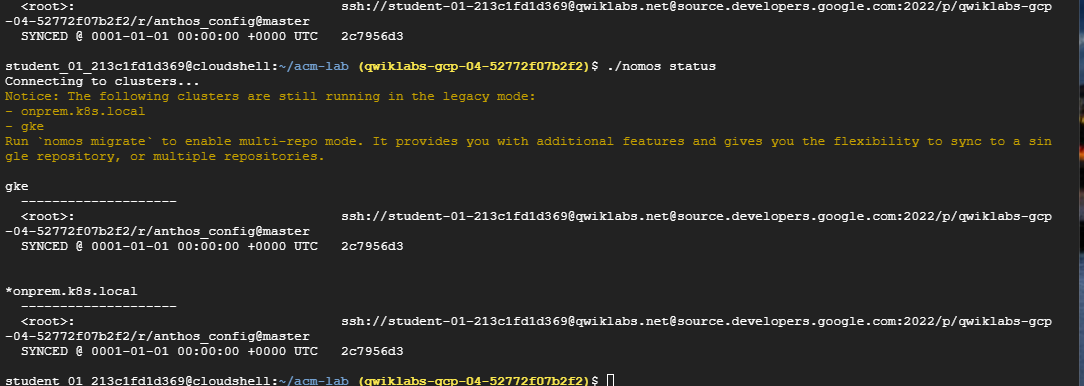 <root>: ssh://student-01-213c1fd1d369@qwiklabs.net@source.developers.google.com:2022/p/qwiklabs-gcp
-04-52772f07b2f2/r/anthos_config@master
SYNCED @ 0001-01-01 00:00:00 +0000 UTC 2c7956d3
student_01_213c1fd1d369@cloudshell:~/acm-lab (qwiklabs-gcp-04-52772f07b2f2)$ ./nomos status
Connecting to clusters...
Notice: The following clusters are still running in the legacy mode:
- onprem.k8s.local
- gke
Run `nomos migrate` to enable multi-repo mode. It provides you with additional features and gives you the flexibility to sync to a sin
gle repository, or multiple repositories.
gke
--------------------
<root>: ssh://student-01-213c1fd1d369@qwiklabs.net@source.developers.google.com:2022/p/qwiklabs-gcp
-04-52772f07b2f2/r/anthos_config@master
SYNCED @ 0001-01-01 00:00:00 +0000 UTC 2c7956d3
*onprem.k8s.local
--------------------
<root>: ssh://student-01-213c1fd1d369@qwiklabs.net@source.developers.google.com:2022/p/qwiklabs-gcp
-04-52772f07b2f2/r/anthos_config@master
SYNCED @ 0001-01-01 00:00:00 +0000 UTC 2c7956d3
student_01_213c1fd1d369@cloudshell:~/acm-lab (qwiklabs-gcp-04-52772f07b2f2)$